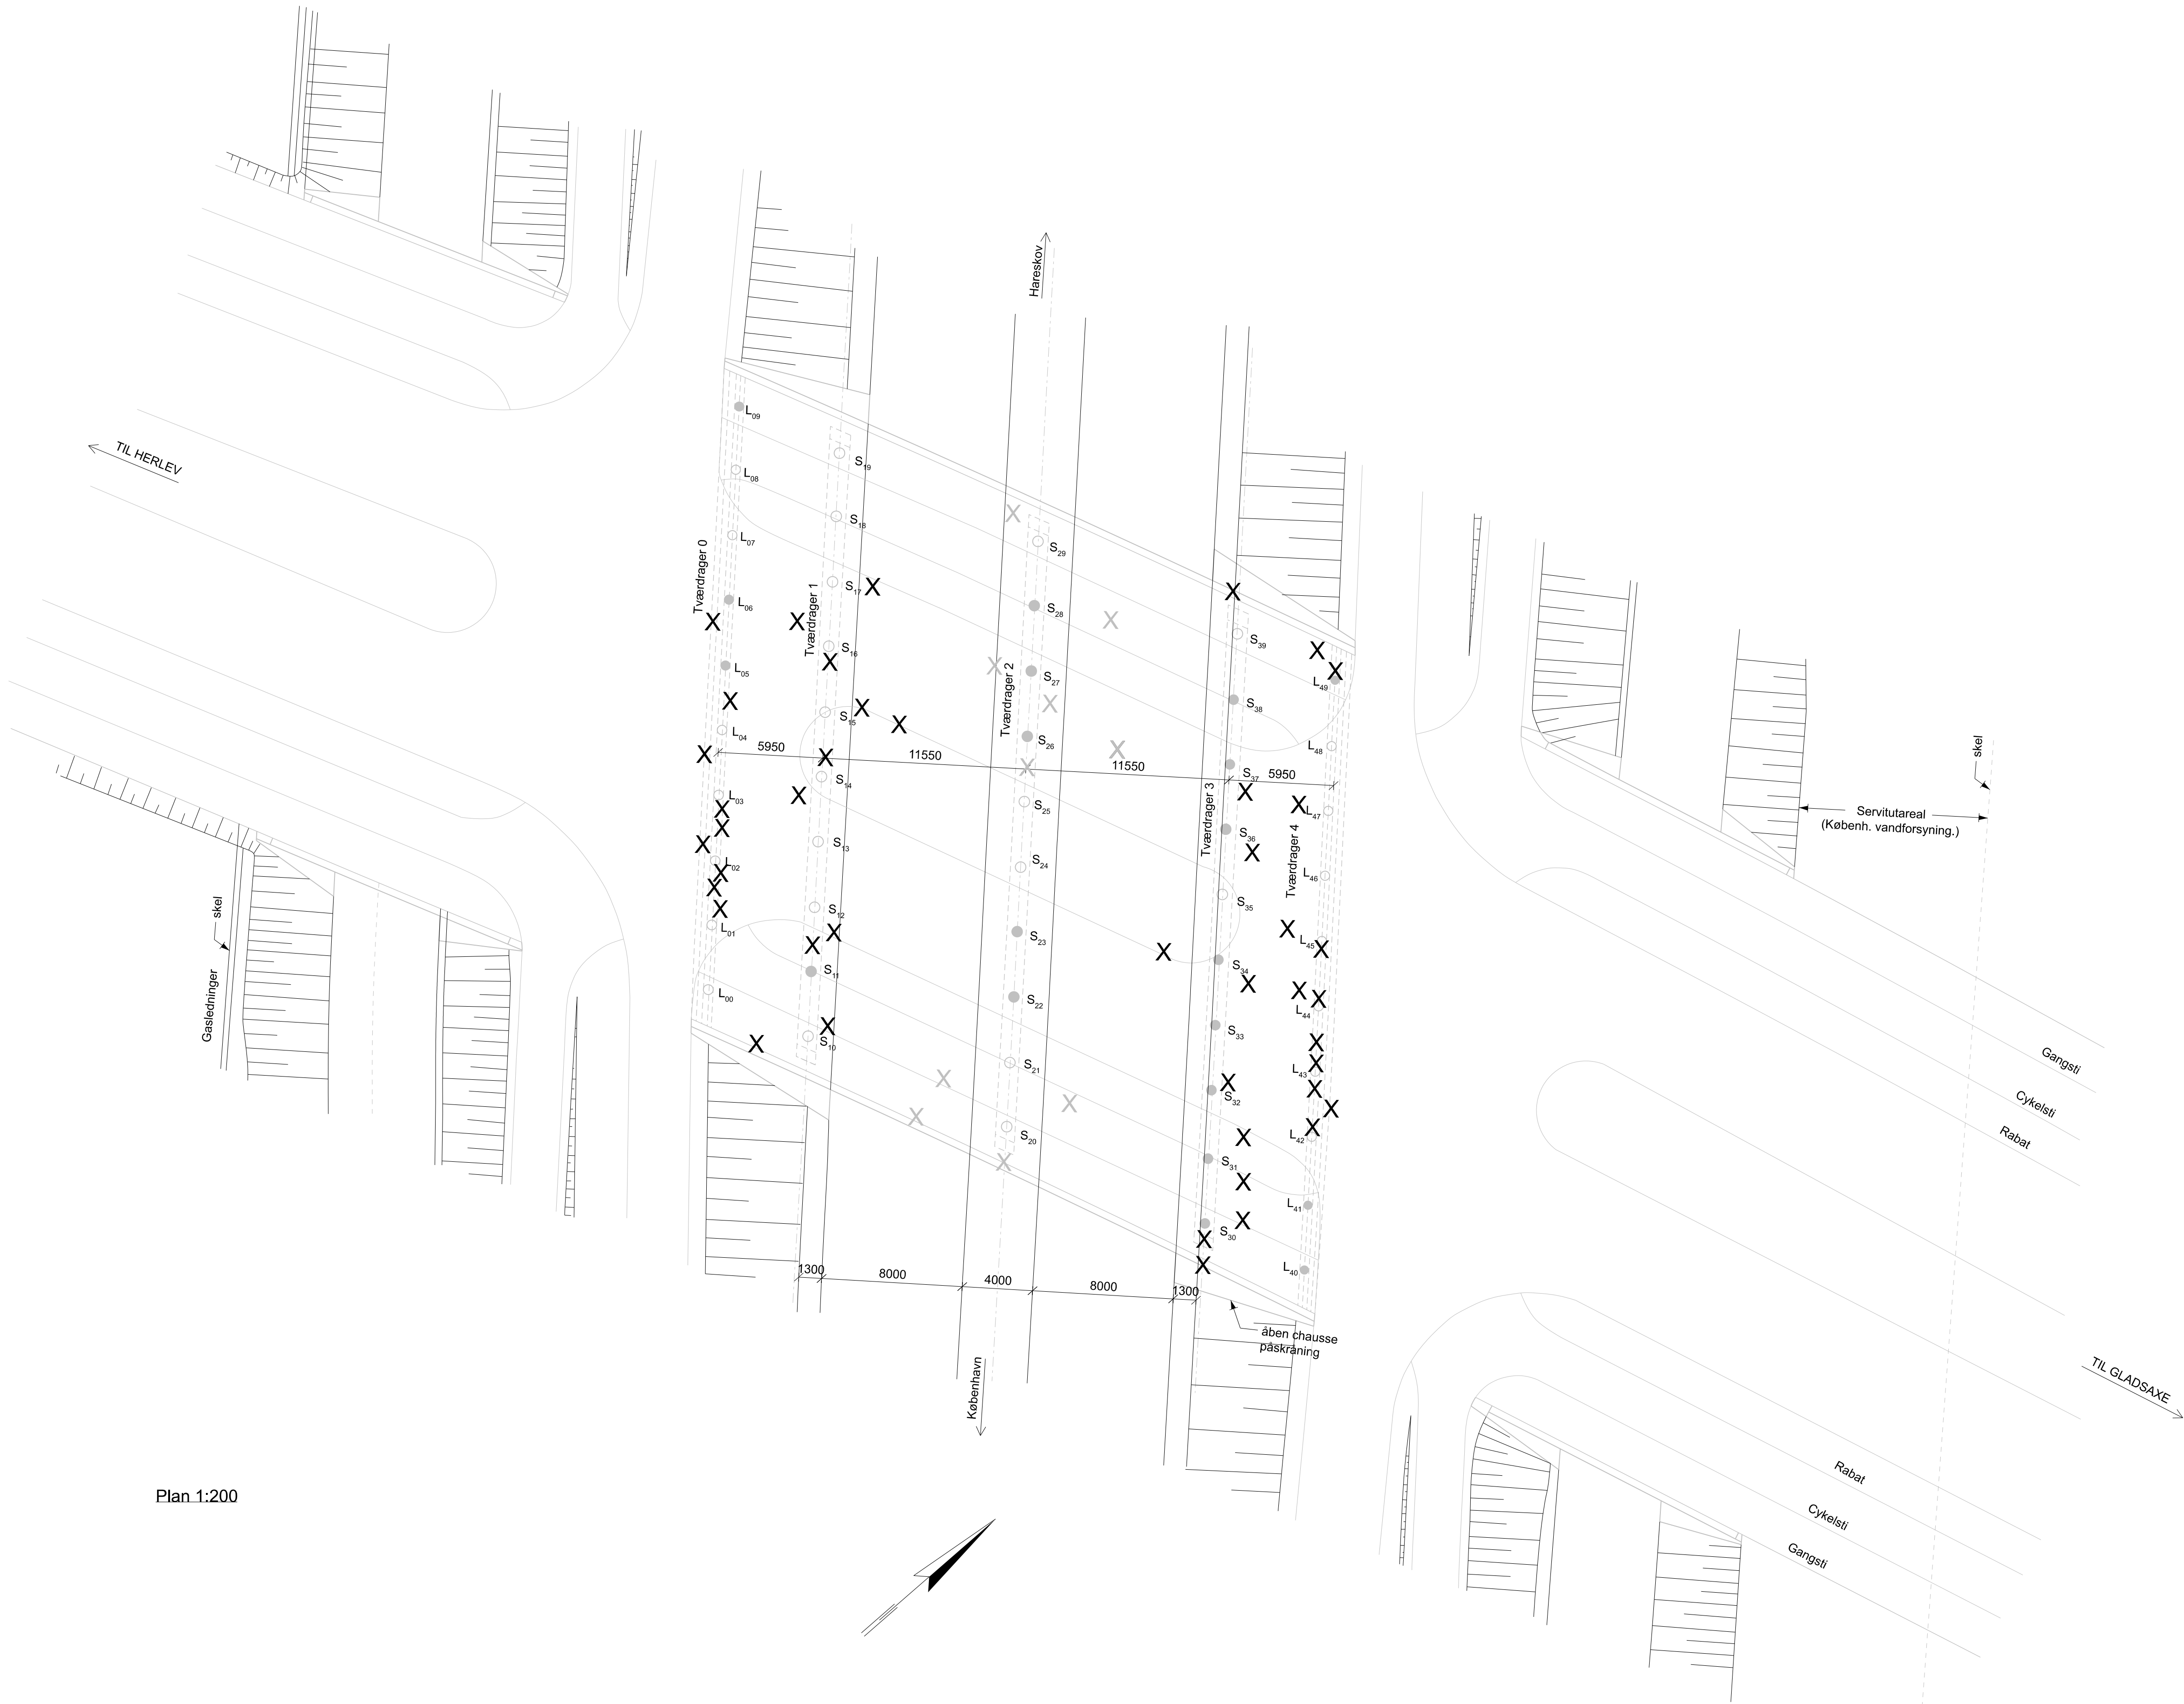 Hareskov
TIL HERLEV
L09
L08
L07
L06
L05
L04
L03
L02
L01
L00
Tværdrager 0
S19
S18
S17
S16
S15
S14
S13
S12
S11
S10
Tværdrager 1
S29
S28
S27
S26
S25
S24
S23
S22
S21
S20
Tværdrager 2
S39
S38
S37
S36
S35
S34
S33
S32
S31
S30
Tværdrager 3
L49
L48
L47
L46
L45
L44
L43
L42
L41
L40
Tværdrager 4
5950
11550
11550
5950
skel
Servitutareal
(Københ. vandforsyning.)
skel
Gasledninger
Gangsti
Cykelsti
Rabat
1300
8000
4000
8000
1300
åben chausse
påskråning
København
TIL GLADSAXE
Rabat
Cykelsti
Gangsti
Plan 1:200